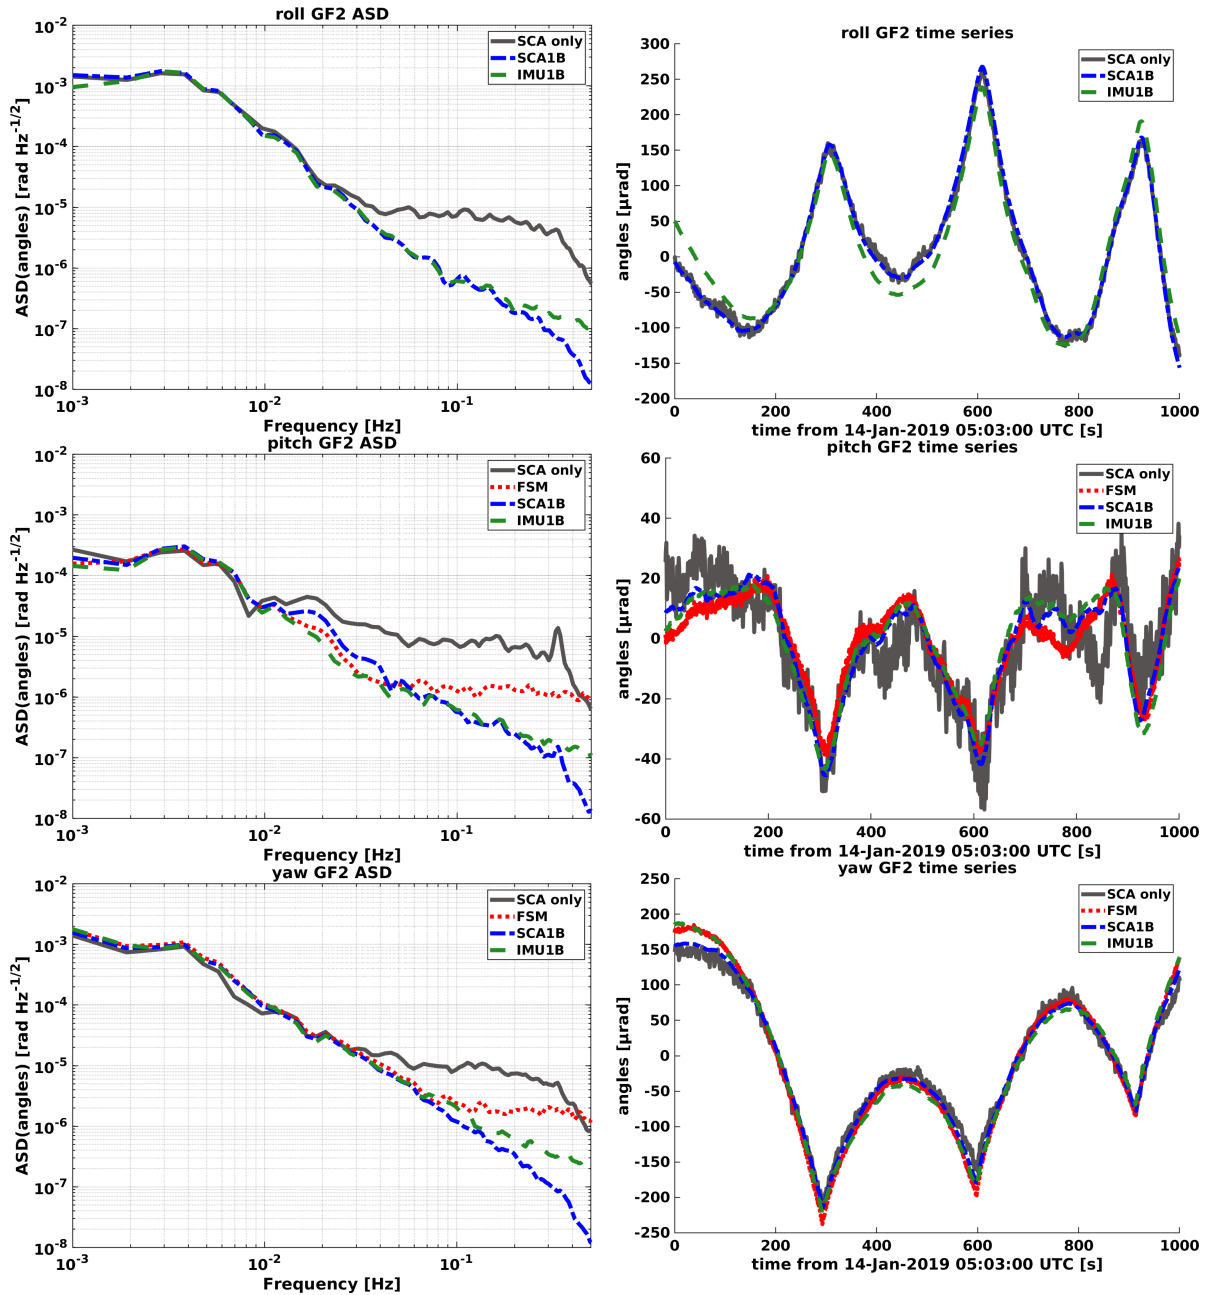 roll GF2 ASD
10^-2
10^-3
10^-4
10^-5
10^-6
10^-7
10^-8
ASD(angles) [rad Hz^-1/2]
SCA only
SCA1B
IMU1B
10^-3
10^-2
10^-1
Frequency [Hz]
roll GF2 time series
300
250
200
150
100
50
0
-50
-100
-150
-200
angles [μrad]
SCA only
SCA1B
IMU1B
0
200
400
600
800
1000
time from 14-Jan-2019 05:03:00 UTC [s]
pitch GF2 ASD
10^-2
10^-3
10^-4
10^-5
10^-6
10^-7
10^-8
ASD(angles) [rad Hz^-1/2]
SCA only
FSM
SCA1B
IMU1B
10^-3
10^-2
10^-1
Frequency [Hz]
pitch GF2 time series
60
40
20
0
-20
-40
-60
angles [μrad]
SCA only
FSM
SCA1B
IMU1B
0
200
400
600
800
1000
time from 14-Jan-2019 05:03:00 UTC [s]
yaw GF2 ASD
10^-2
10^-3
10^-4
10^-5
10^-6
10^-7
10^-8
ASD(angles) [rad Hz^-1/2]
SCA only
FSM
SCA1B
IMU1B
10^-3
10^-2
10^-1
Frequency [Hz]
yaw GF2 time series
250
200
150
100
50
0
-50
-100
-150
-200
-250
angles [μrad]
SCA only
FSM
SCA1B
IMU1B
0
200
400
600
800
1000
time from 14-Jan-2019 05:03:00 UTC [s]